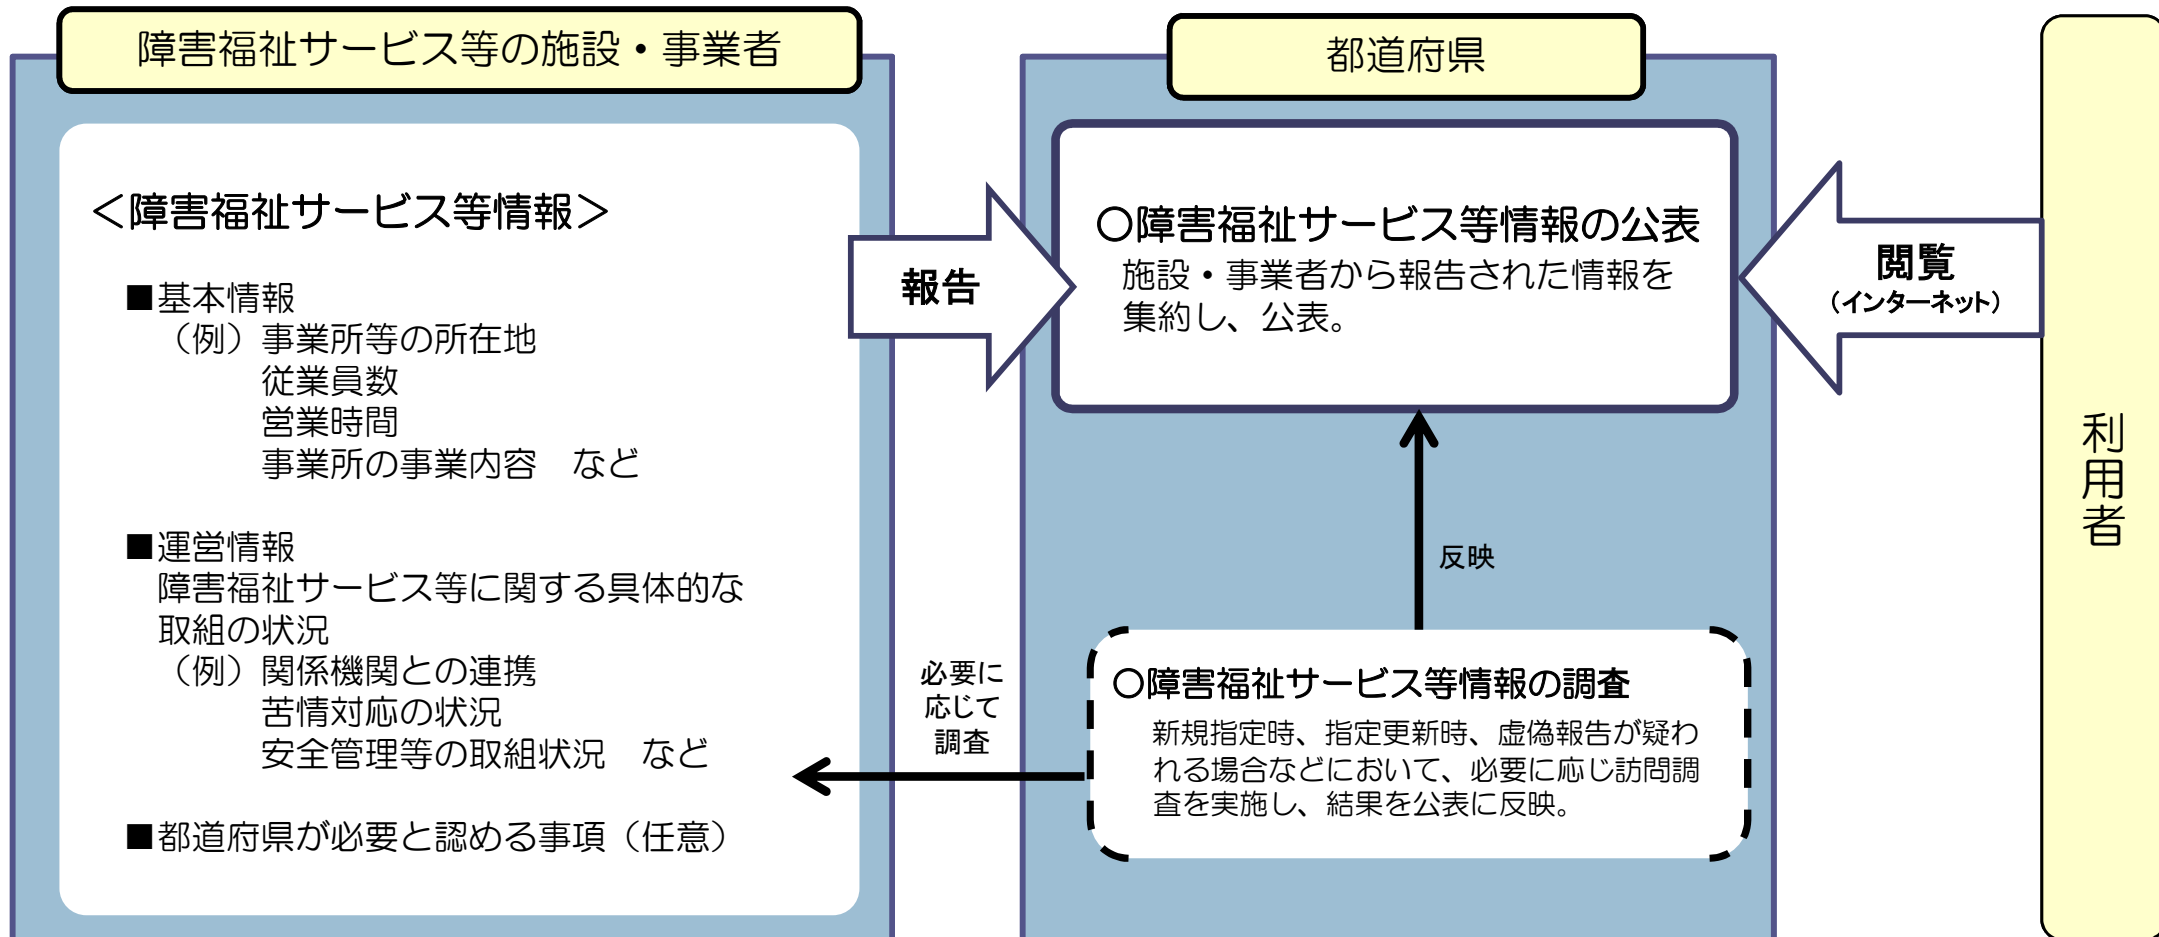 障害福祉サービス等の施設・事業者
＜障害福祉サービス等情報＞
■基本情報
（例）事業所等の所在地
従業員数
営業時間
事業所の事業内容　など
■運営情報
障害福祉サービス等に関する具体的な
取組の状況
（例）関係機関との連携
苦情対応の状況
安全管理等の取組状況　など
■都道府県が必要と認める事項（任意）
報告
必要に
応じて
調査
都道府県
○障害福祉サービス等情報の公表
施設・事業者から報告された情報を
集約し、公表。
反映
○障害福祉サービス等情報の調査
新規指定時、指定更新時、虚偽報告が疑わ
れる場合などにおいて、必要に応じ訪問調
査を実施し、結果を公表に反映。
閲覧
（インターネット）
利用者